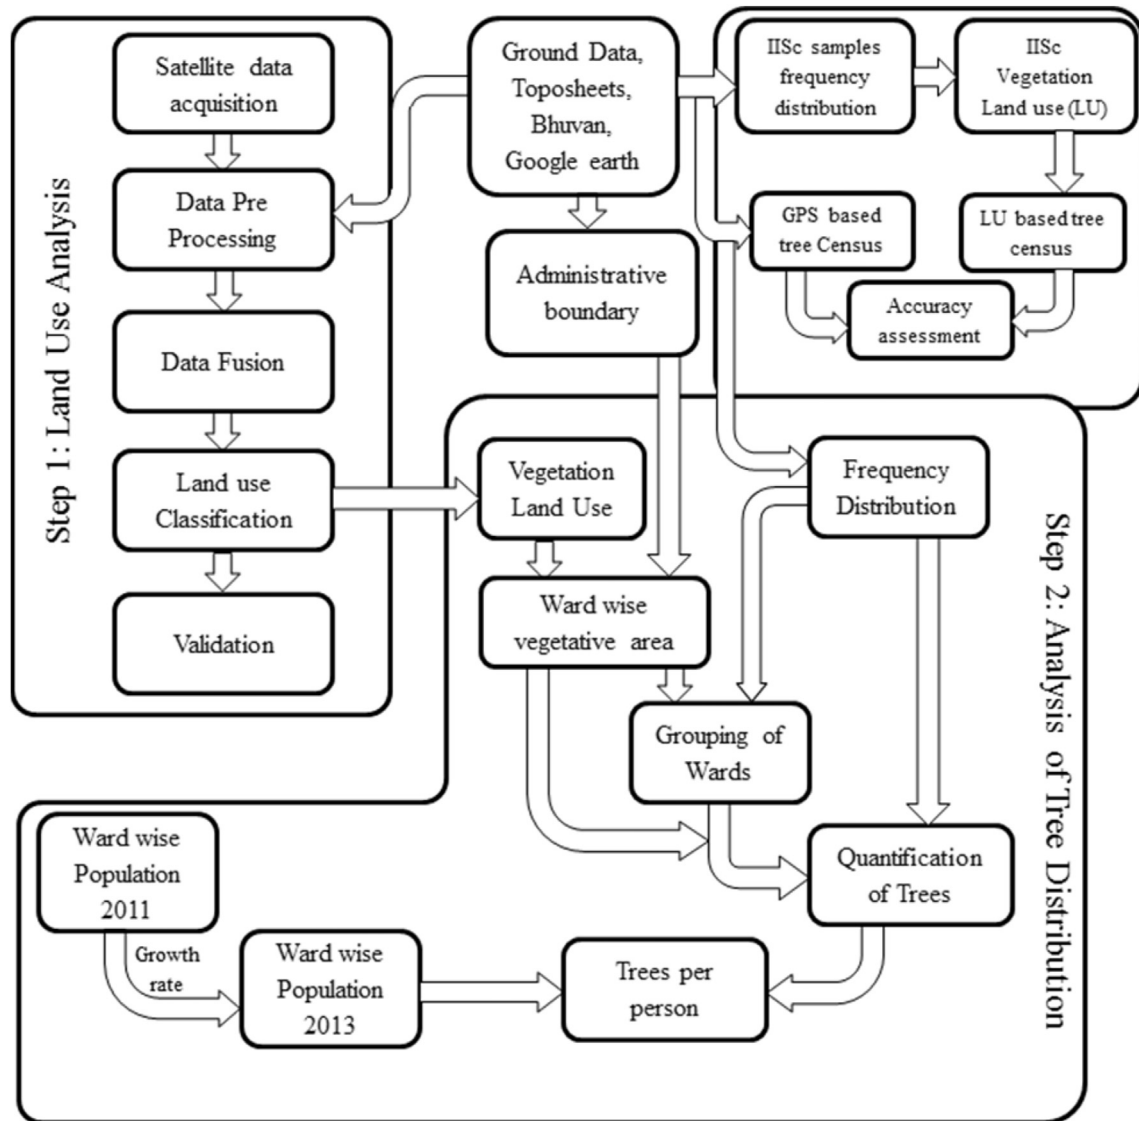 Step 1: Land Use Analysis
Satellite data
acquisition
Data Pre
Processing
Data Fusion
Land use
Classification
Validation
Ground Data,
Toposheets,
Bhuvan,
Google earth
Administrative
boundary
IISc samples
frequency
distribution
IISc
Vegetation
Land use (LU)
GPS based
tree Census
LU based tree
census
Accuracy
assessment
Step 2: Analysis of Tree Distribution
Vegetation
Land Use
Frequency
Distribution
Ward wise
vegetative area
Grouping of
Wards
Quantification
of Trees
Ward wise
Population
2011
Growth
rate
Ward wise
Population
2013
Trees per
person